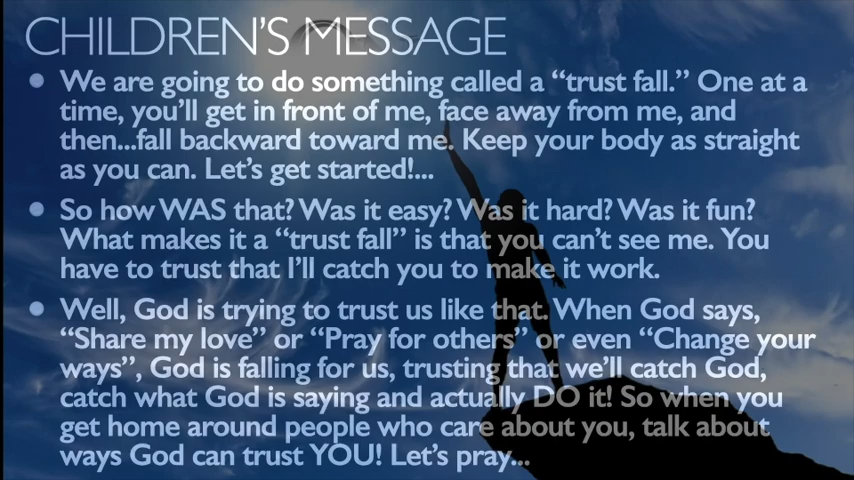 CHILDREN'S MESSAGE
• We are going to do something called a “trust fall.” One at a
time, you’ll get in front of me, face away from me, and
then...fall backward toward me. Keep your body as straight
as you can. Let’s get started!...
• So how WAS that? Was it easy? Was it hard? Was it fun?
What makes it a “trust fall” is that you can’t see me. You
have to trust that I’ll catch you to make it work.
• Well, God is trying to trust us like that. When God says,
“Share my love” or “Pray for others” or even “Change your
ways”, God is falling for us, trusting that we’ll catch God,
catch what God is saying and actually DO it! So when you
get home around people who care about you, talk about
ways God can trust YOU! Let’s pray...